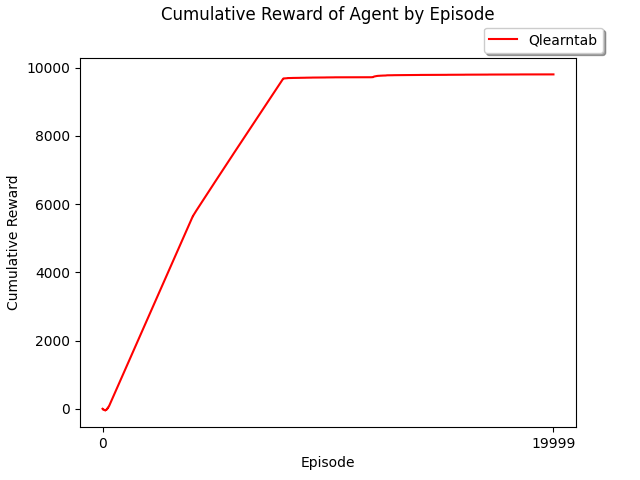 Cumulative Reward of Agent by Episode
Qlearntab
10000
8000
6000
4000
2000
0
Cumulative Reward
0
19999
Episode